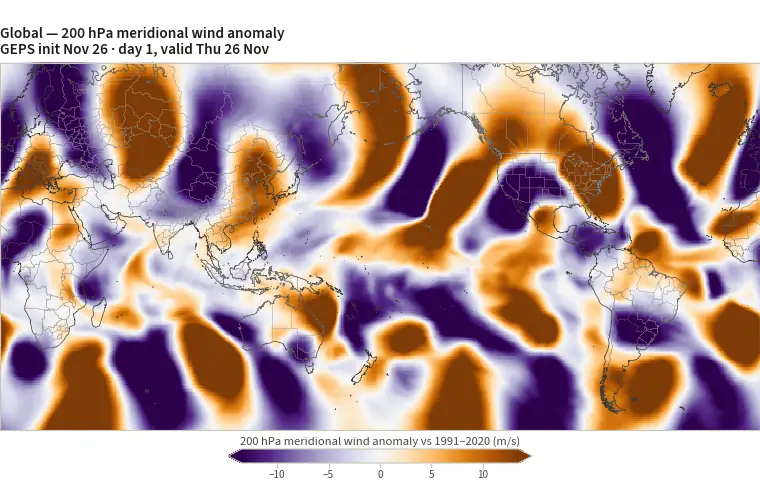 Global — 200 hPa meridional wind anomaly
GEPS init Nov 26 · day 1, valid Thu 26 Nov
200 hPa meridional wind anomaly vs 1991–2020 (m/s)
−10 −5 0 5 10